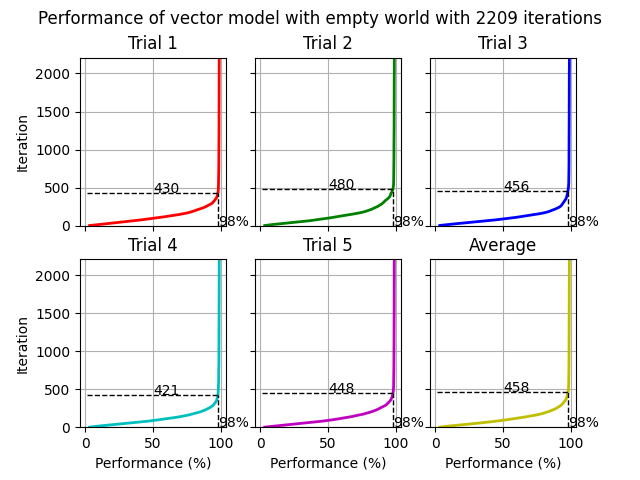 Performance of vector model with empty world with 2209 iterations
Trial 1
Trial 2
Trial 3
2000
1500
1000
500
0
Iteration
430
98%
480
98%
456
98%
Trial 4
Trial 5
Average
2000
1500
1000
500
0
Iteration
421
98%
448
98%
458
98%
0 50 100
0 50 100
0 50 100
Performance (%)
Performance (%)
Performance (%)